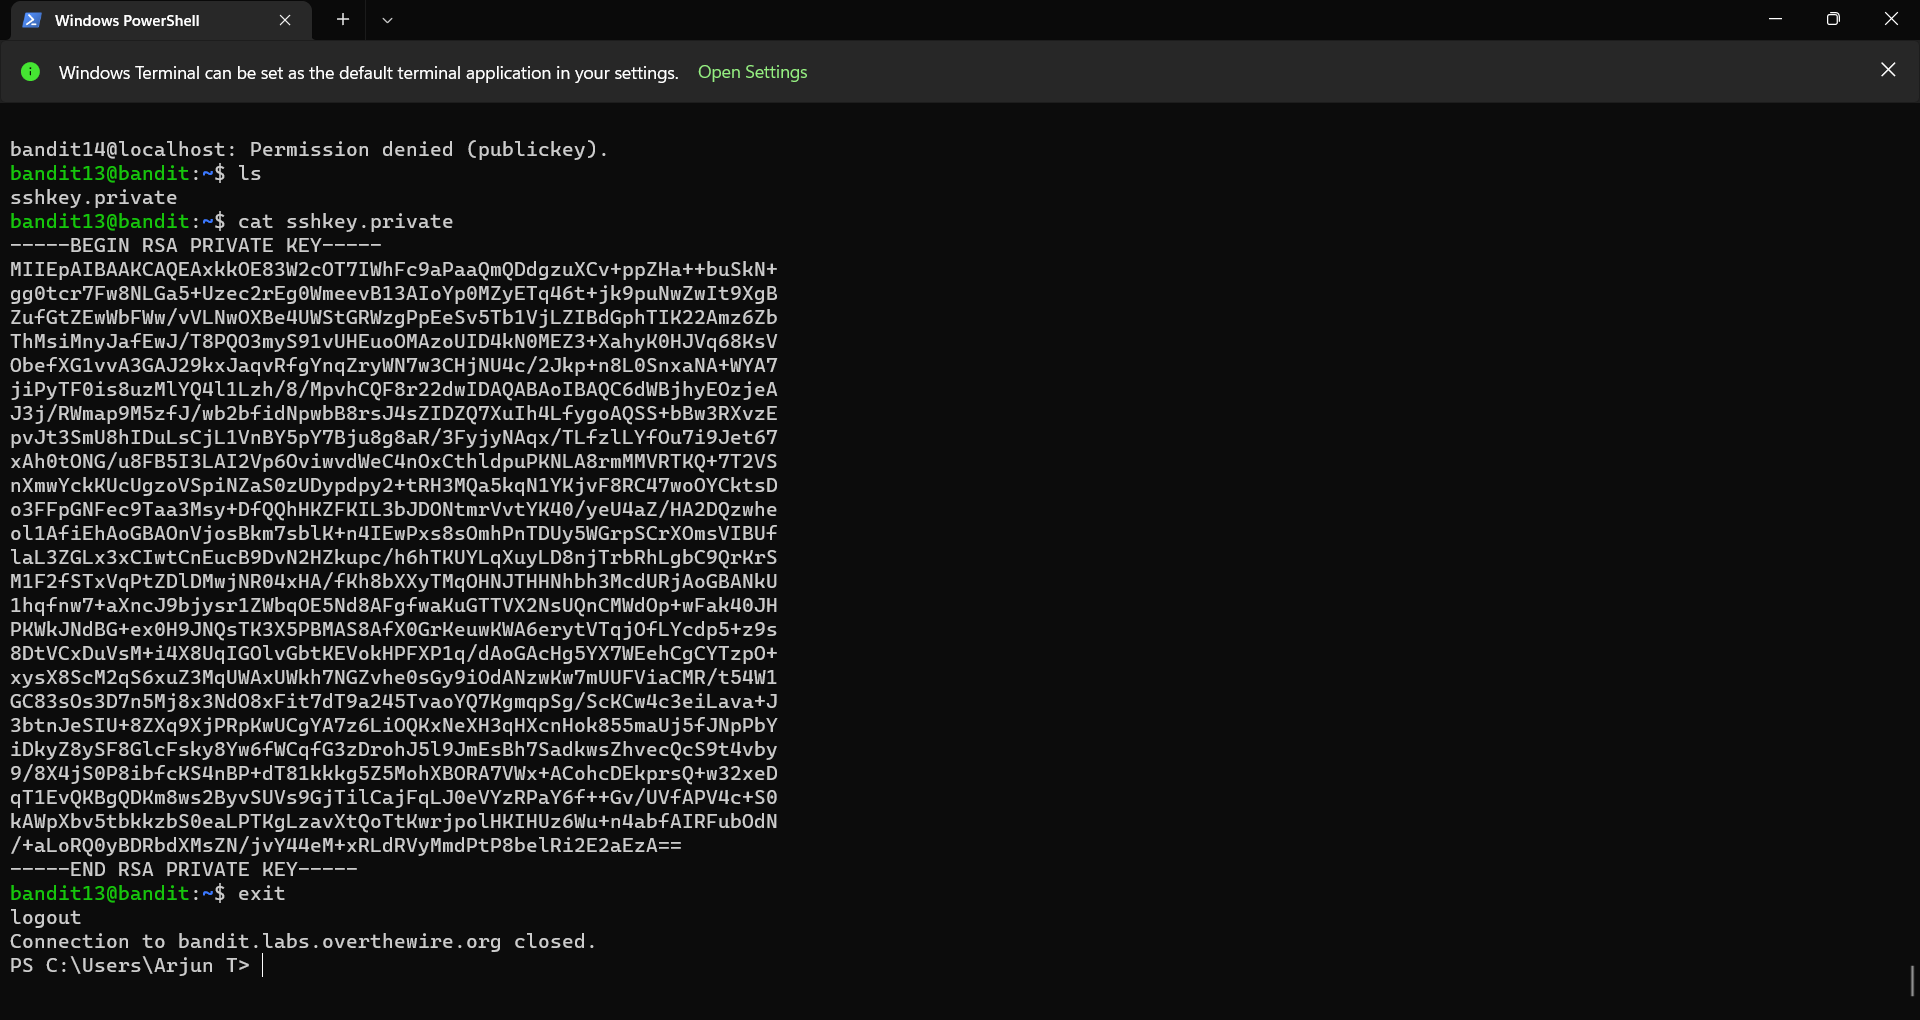 Windows PowerShell
Windows Terminal can be set as the default terminal application in your settings. Open Settings
bandit14@localhost: Permission denied (publickey).
bandit13@bandit:~$ ls
sshkey.private
bandit13@bandit:~$ cat sshkey.private
-----BEGIN RSA PRIVATE KEY-----
MIIEpAIBAAKCAQEAxkkOE83W2cOT7IWhFc9aPaaQmQDdgzuXCv+ppZHa++buSkN+
gg0tcr7Fw8NLGa5+Uzec2rEg0WmeevB13AIoYp0MZyETq46t+jk9puNwZwIt9XgB
ZufGtZEwWbFWw/vVLNwOXBe4UWStGRWzgPpEeSv5Tb1VjLZIBdGphTIK22Amz6Zb
ThMsiMnyJafEwJ/T8PQO3myS91vUHEuoOMAzoUID4kN0MEZ3+XahyK0HJVq68KsV
ObefXG1vvA3GAJ29kxJaqvRfgYnqZryWN7w3CHjNU4c/2Jkp+n8L0SnxaNA+WYA7
jiPyTF0is8uzMlYQ4l1Lzh/8/MpvhCQF8r22dwIDAQABAoIBAQC6dWBjhyEOzjeA
J3j/RWmap9M5zfJ/wb2bfidNpwbB8rsJ4sZIDZQ7XuIh4LfygoAQSS+bBw3RXvzE
pvJt3SmU8hIDuLsCjL1VnBY5pY7Bju8g8aR/3FyjyNAqx/TLfzlLYfOu7i9Jet67
xAh0tONG/u8FB5I3LAI2Vp6OviwvdWeC4nOxCthldpuPKNLA8rmMMVRTKQ+7T2VS
nXmwYckKUcUgzoVSpiNZaS0zUDypdpy2+tRH3MQa5kqN1YKjvF8RC47woOYCktsD
o3FFpGNFec9Taa3Msy+DfQQhHKZFKIL3bJDONtmrVvtYK40/yeU4aZ/HA2DQzwhe
ol1AfiEhAoGBAOnVjosBkm7sblK+n4IEwPxs8sOmhPnTDUy5WGrpSCrXOmsVIBUf
laL3ZGLx3xCIwtCnEucB9DvN2HZkupc/h6hTKUYLqXuyLD8njTrbRhLgbC9QrKrS
M1F2fSTxVqPtZDlDMwjNR04xHA/fKh8bXXyTMqOHNJTHHNhbh3McdURjAoGBANkU
1hqfnw7+aXncJ9bjysr1ZWbqOE5Nd8AFgfwaKuGTTVX2NsUQnCMWdOp+wFak40JH
PKWkJNdBG+ex0H9JNQsTK3X5PBMAS8AfX0GrKeuwKWA6erytVTqjOfLYcdp5+z9s
8DtVCxDuVsM+i4X8UqIGOlvGbtKEVokHPFXP1q/dAoGAcHg5YX7WEehCgCYTzpO+
xysX8ScM2qS6xuZ3MqUWAxUWkh7NGZvhe0sGy9iOdANzwKw7mUUFViaCMR/t54W1
GC83sOs3D7n5Mj8x3NdO8xFit7dT9a245TvaoYQ7KgmqpSg/ScKCw4c3eiLava+J
3btnJeSIU+8ZXq9XjPRpKwUCgYA7z6LiOQKxNeXH3qHXcnHok855maUj5fJNpPbY
iDkyZ8ySF8GlcFsky8Yw6fWCqfG3zDrohJ5l9JmEsBh7SadkwsZhvecQcS9t4vby
9/8X4jS0P8ibfcKS4nBP+dT81kkkg5Z5MohXBORA7VWx+ACohcDEkprsQ+w32xeD
qT1EvQKBgQDKm8ws2ByvSUVs9GjTilCajFqLJ0eVYzRPaY6f++Gv/UVfAPV4c+S0
kAWpXbv5tbkkzbS0eaLPTKgLzavXtQoTtKwrjpolHKIHUz6Wu+n4abfAIRFubOdN
/+aLoRQ0yBDRbdXMsZN/jvY44eM+xRLdRVyMmdPtP8belRi2E2aEzA==
-----END RSA PRIVATE KEY-----
bandit13@bandit:~$ exit
logout
Connection to bandit.labs.overthewire.org closed.
PS C:\Users\Arjun T>